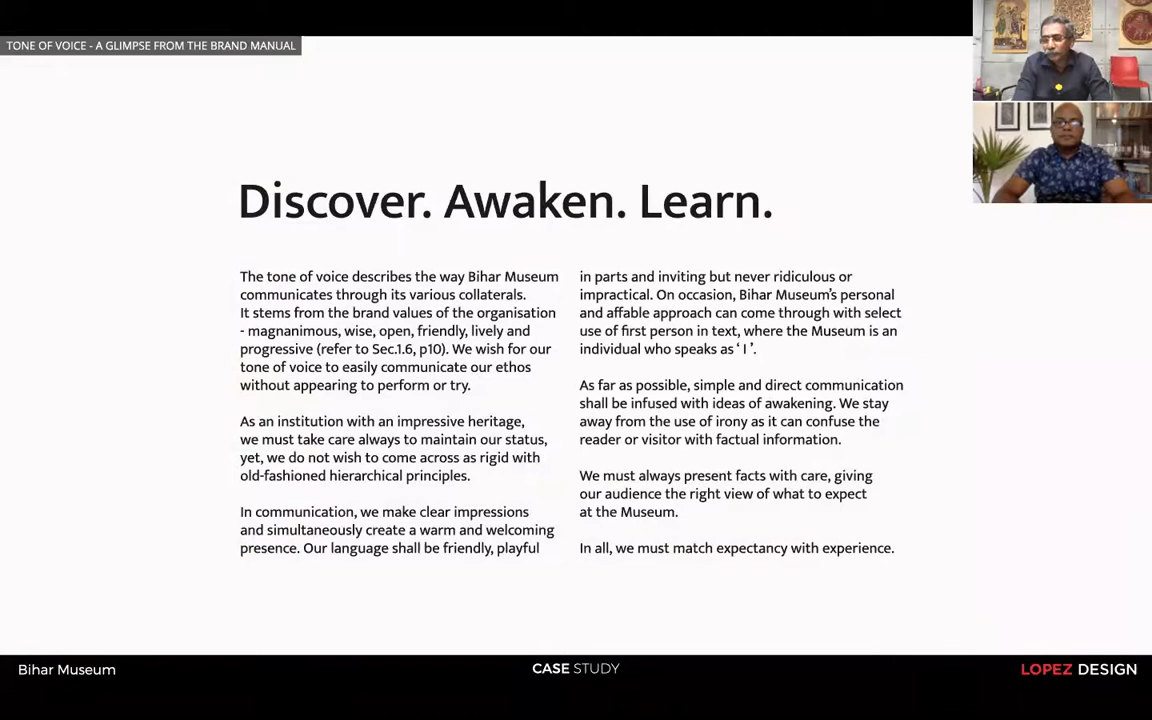 TONE OF VOICE - A GLIMPSE FROM THE BRAND MANUAL
Discover. Awaken. Learn.
The tone of voice describes the way Bihar Museum
communicates through its various collaterals.
It stems from the brand values of the organisation
- magnanimous, wise, open, friendly, lively and
progressive (refer to Sec.1.6, p10). We wish for our
tone of voice to easily communicate our ethos
without appearing to perform or try.
As an institution with an impressive heritage,
we must take care always to maintain our status,
yet, we do not wish to come across as rigid with
old-fashioned hierarchical principles.
In communication, we make clear impressions
and simultaneously create a warm and welcoming
presence. Our language shall be friendly, playful
in parts and inviting but never ridiculous or
impractical. On occasion, Bihar Museum’s personal
and affable approach can come through with select
use of first person in text, where the Museum is an
individual who speaks as ‘ I ’.
As far as possible, simple and direct communication
shall be infused with ideas of awakening. We stay
away from the use of irony as it can confuse the
reader or visitor with factual information.
We must always present facts with care, giving
our audience the right view of what to expect
at the Museum.
In all, we must match expectancy with experience.
Bihar Museum
CASE STUDY
LOPEZ DESIGN